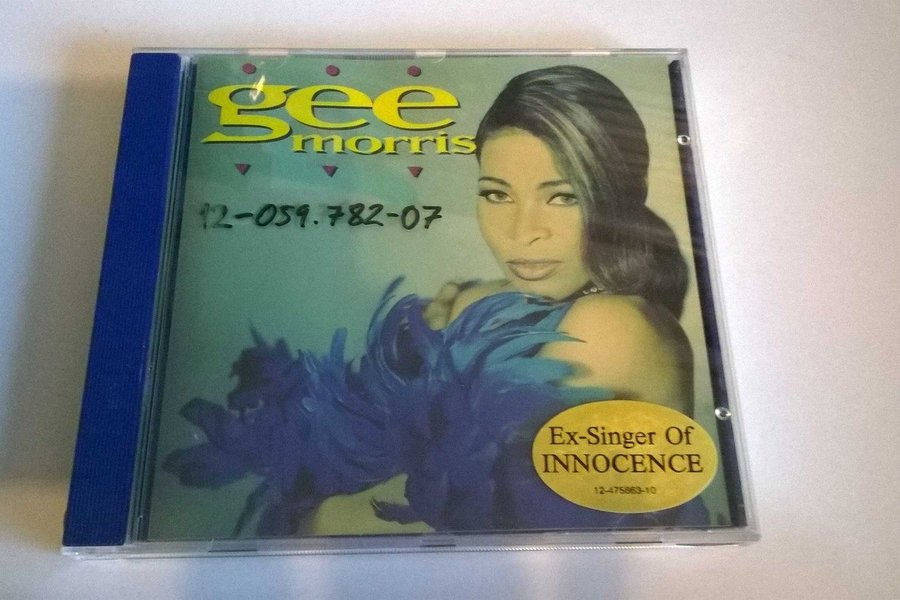 gee
morris
12-059.782-07
Ex-Singer Of
INNOCENCE
12-475863-10